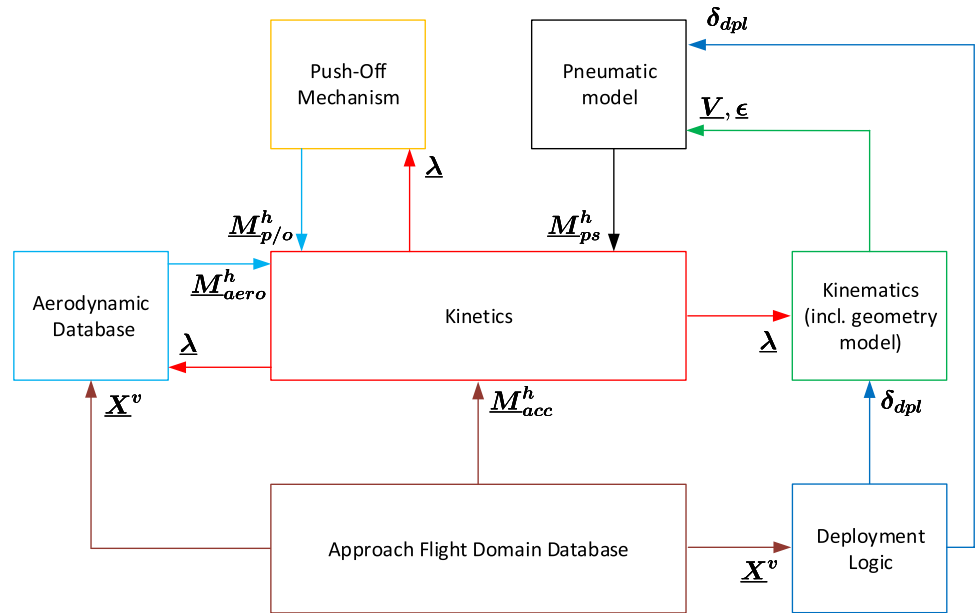 δ_dpl
Push-Off
Mechanism
Pneumatic
model
V, ϵ
λ
M^h_p/o
M^h_ps
M^h_aero
Aerodynamic
Database
Kinetics
Kinematics
(incl. geometry
model)
λ
λ
X^v
M^h_acc
δ_dpl
Approach Flight Domain Database
Deployment
Logic
X^v